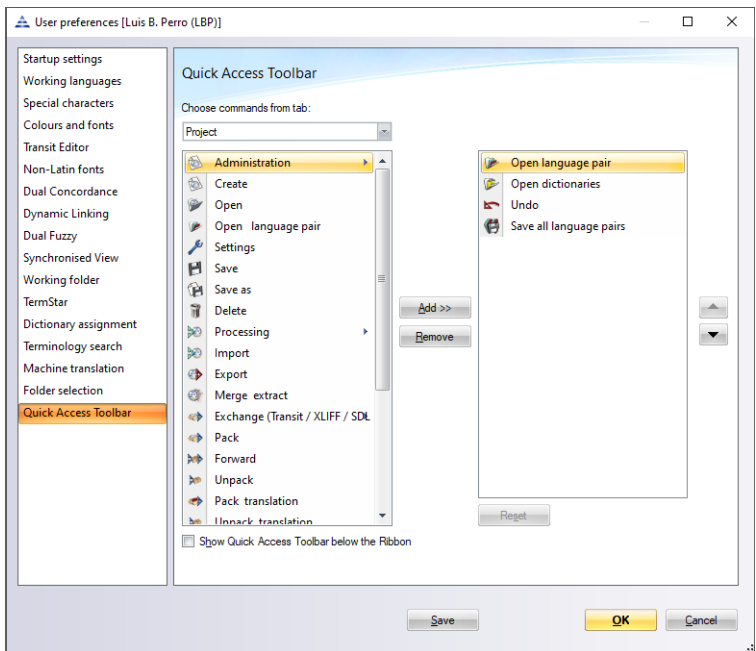 User preferences [Luis B. Perro (LBP)]
Startup settings
Working languages
Special characters
Colours and fonts
Transit Editor
Non-Latin fonts
Dual Concordance
Dynamic Linking
Dual Fuzzy
Synchronised View
Working folder
TermStar
Dictionary assignment
Terminology search
Machine translation
Folder selection
Quick Access Toolbar
Quick Access Toolbar
Choose commands from tab:
Project
Administration
Create
Open
Open language pair
Settings
Save
Save as
Delete
Processing
Import
Export
Merge extract
Exchange (Transit / XLIFF / SDL
Pack
Forward
Unpack
Pack translation
Unpack translation
Add >>
Remove
Open language pair
Open dictionaries
Undo
Save all language pairs
Reset
Show Quick Access Toolbar below the Ribbon
Save
OK
Cancel